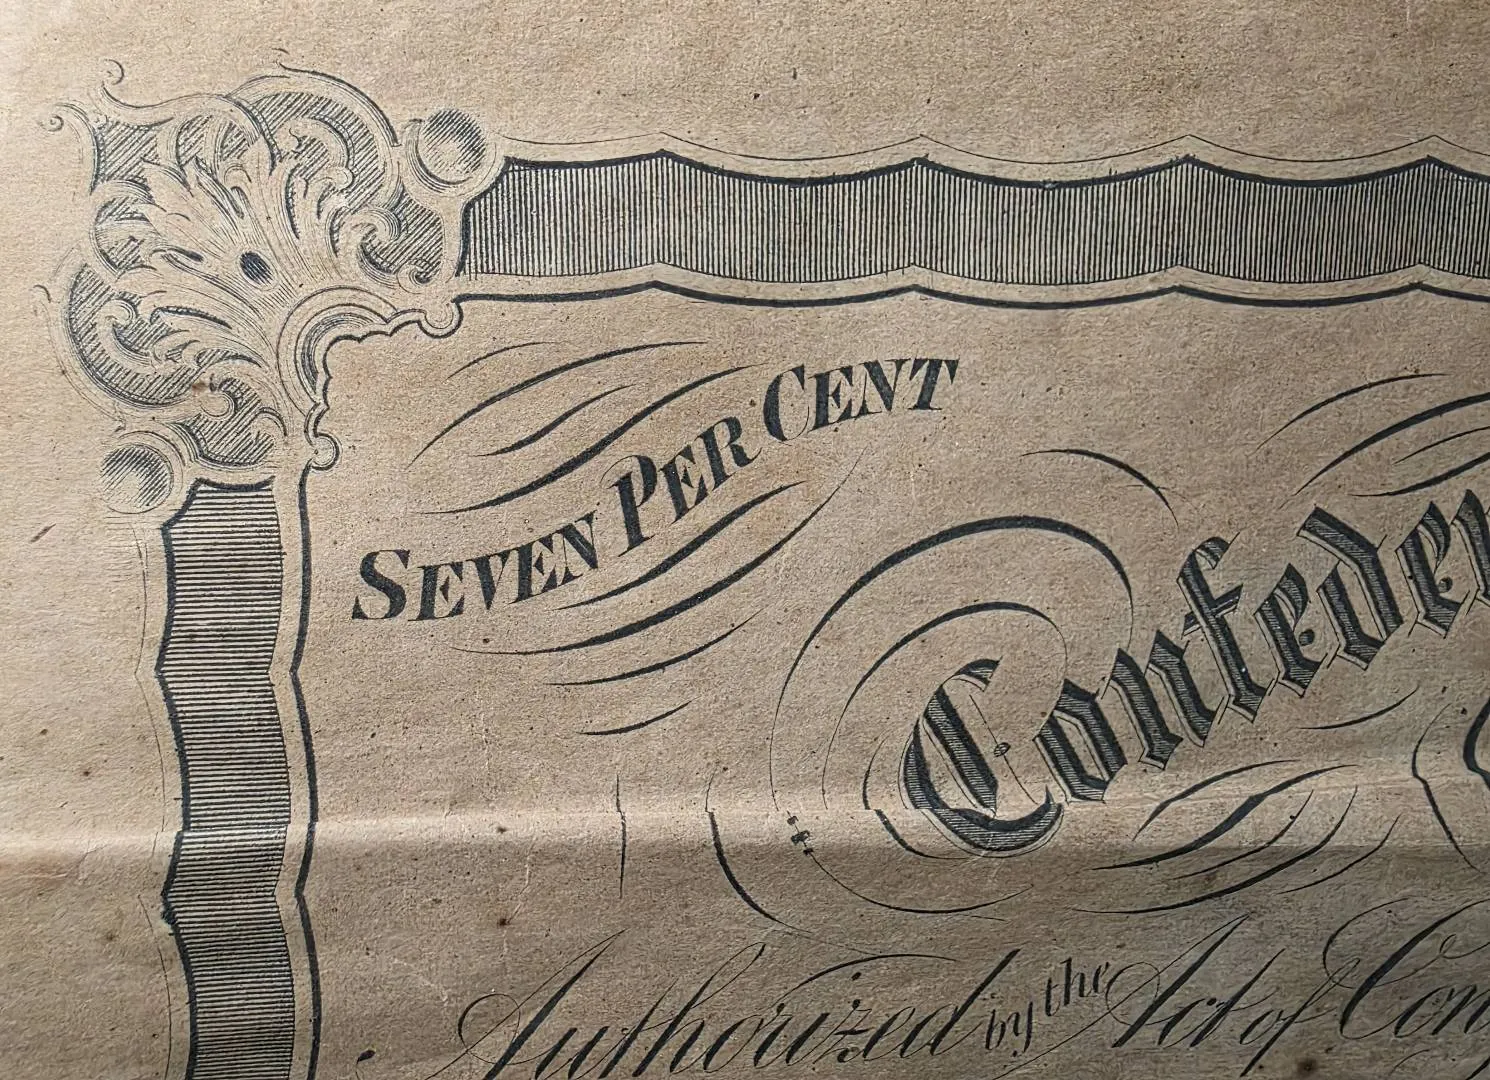 SEVEN PER CENT
Confeder
Authorized by the Act of Con